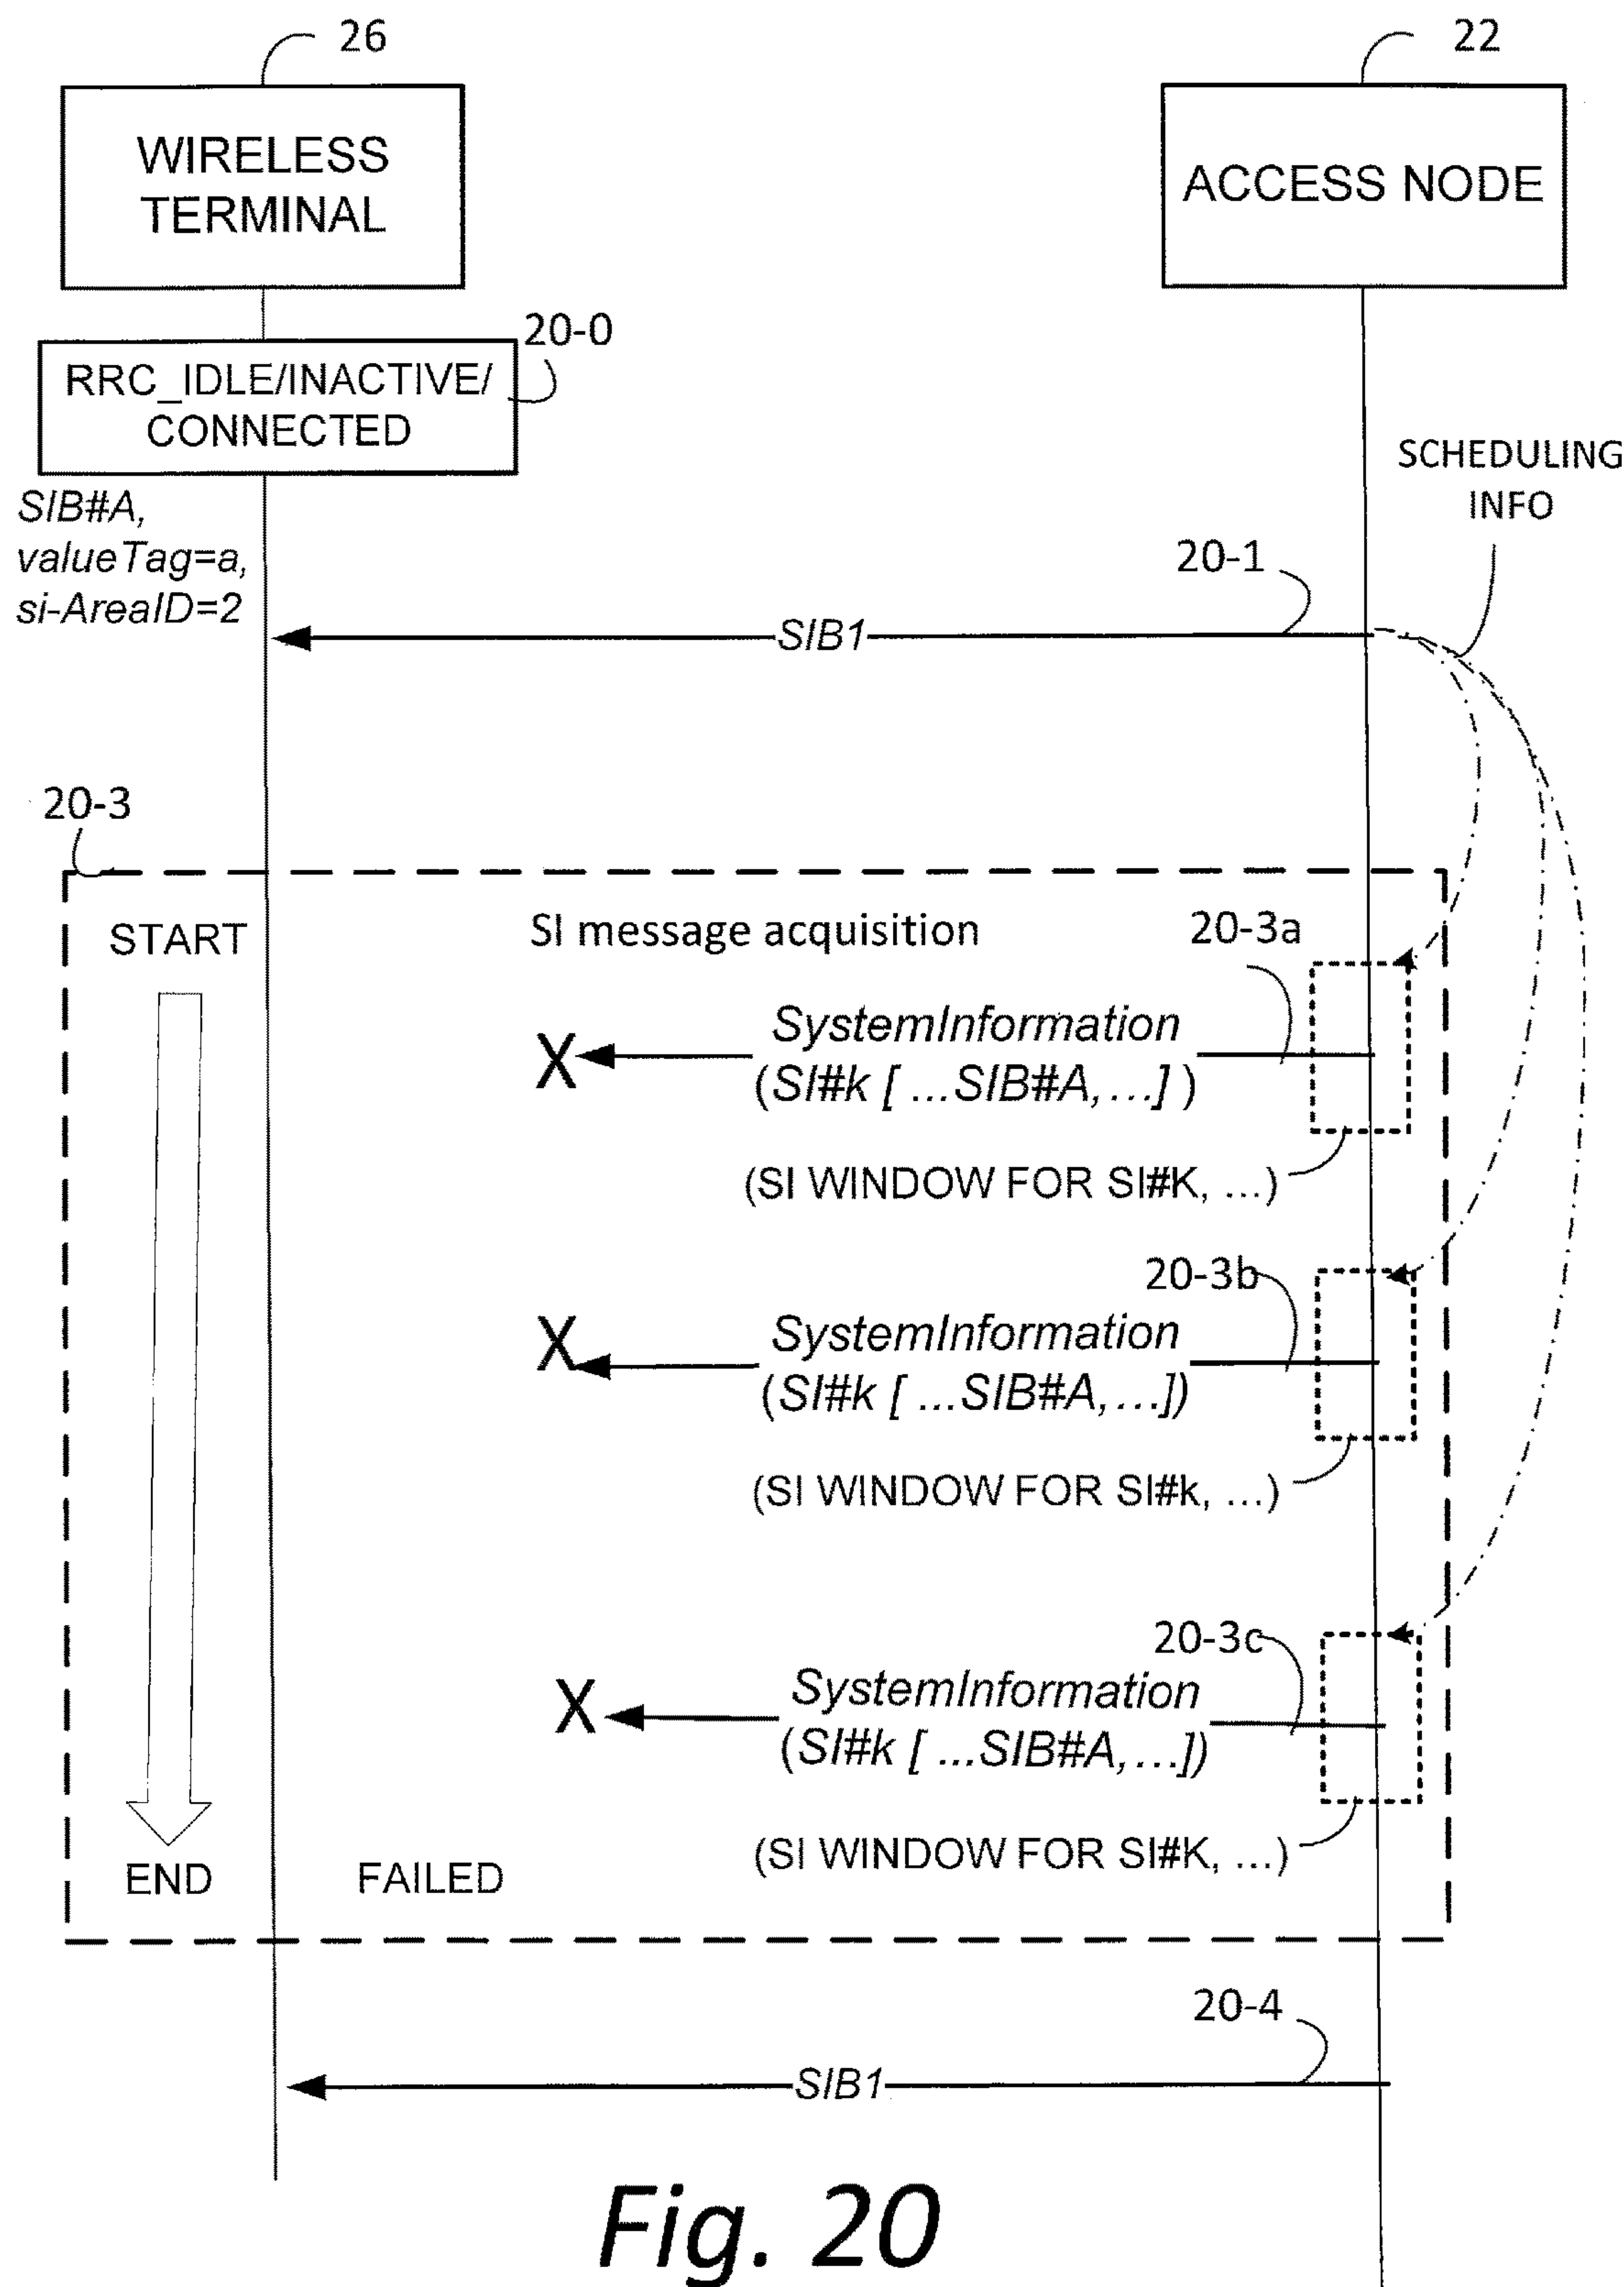 26
22
WIRELESS
TERMINAL
ACCESS NODE
20-0
RRC_IDLE/INACTIVE/
CONNECTED
SCHEDULING
INFO
SIB#A,
valueTag=a,
si-AreaID=2
20-1
SIB1
20-3
START
SI message acquisition
20-3a
X
SystemInformation
(SI#k [ ...SIB#A,...] )
(SI WINDOW FOR SI#K, ...)
20-3b
X
SystemInformation
(SI#k [ ...SIB#A,...])
(SI WINDOW FOR SI#k, ...)
20-3c
X
SystemInformation
(SI#k [ ...SIB#A,...])
(SI WINDOW FOR SI#K, ...)
END
FAILED
20-4
SIB1
Fig. 20